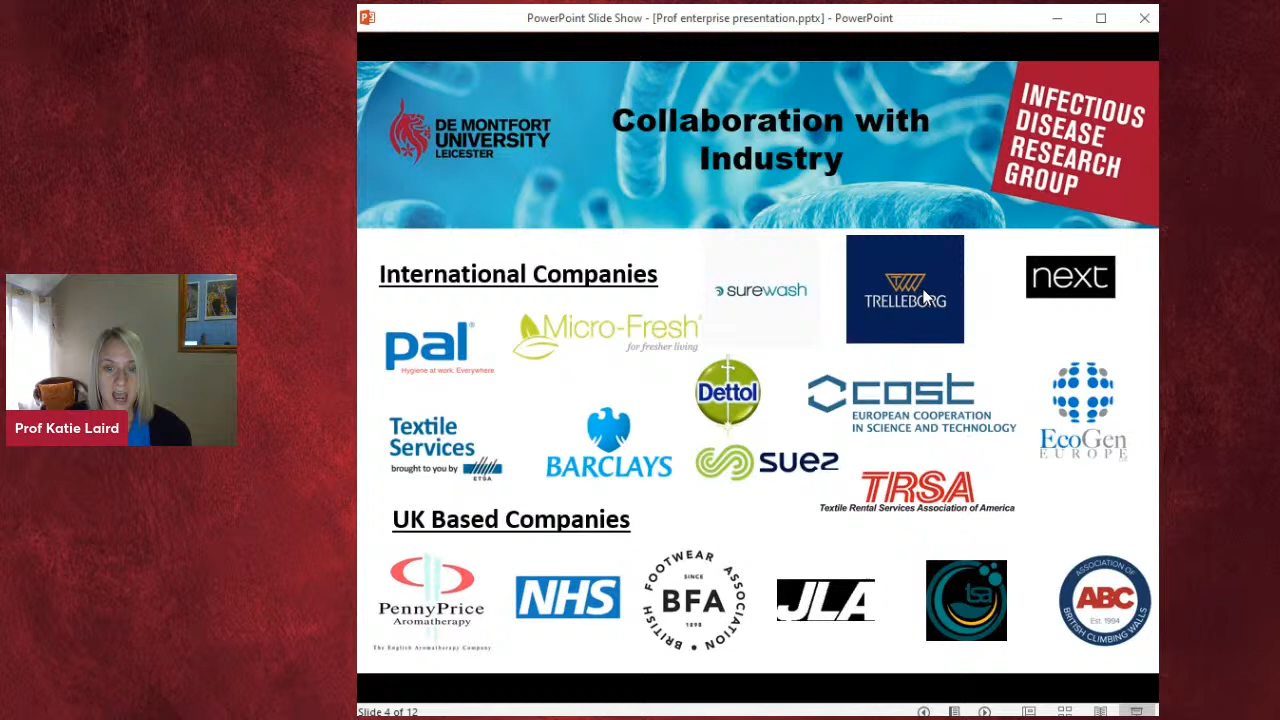 PowerPoint Slide Show - [Prof enterprise presentation.pptx] - PowerPoint
DE MONTFORT
UNIVERSITY
LEICESTER
Collaboration with
Industry
INFECTIOUS
DISEASE
RESEARCH
GROUP
International Companies
surewash
TRELLEBORG
next
pal®
Hygiene at work. Everywhere
Micro-Fresh®
for fresher living
Dettol
COST
EUROPEAN COOPERATION
IN SCIENCE AND TECHNOLOGY
EcoGen
EUROPE
Textile
Services
brought to you by
ETSA
BARCLAYS
suez
TRSA
Textile Rental Services Association of America
Prof Katie Laird
UK Based Companies
PennyPrice
Aromatherapy
The English Aromatherapy Company
NHS
BRITISH FOOTWEAR ASSOCIATION
SINCE
BFA
1898
JLA
tsa
ASSOCIATION OF
ABC
Est. 1994
BRITISH CLIMBING WALLS
Slide 4 of 12